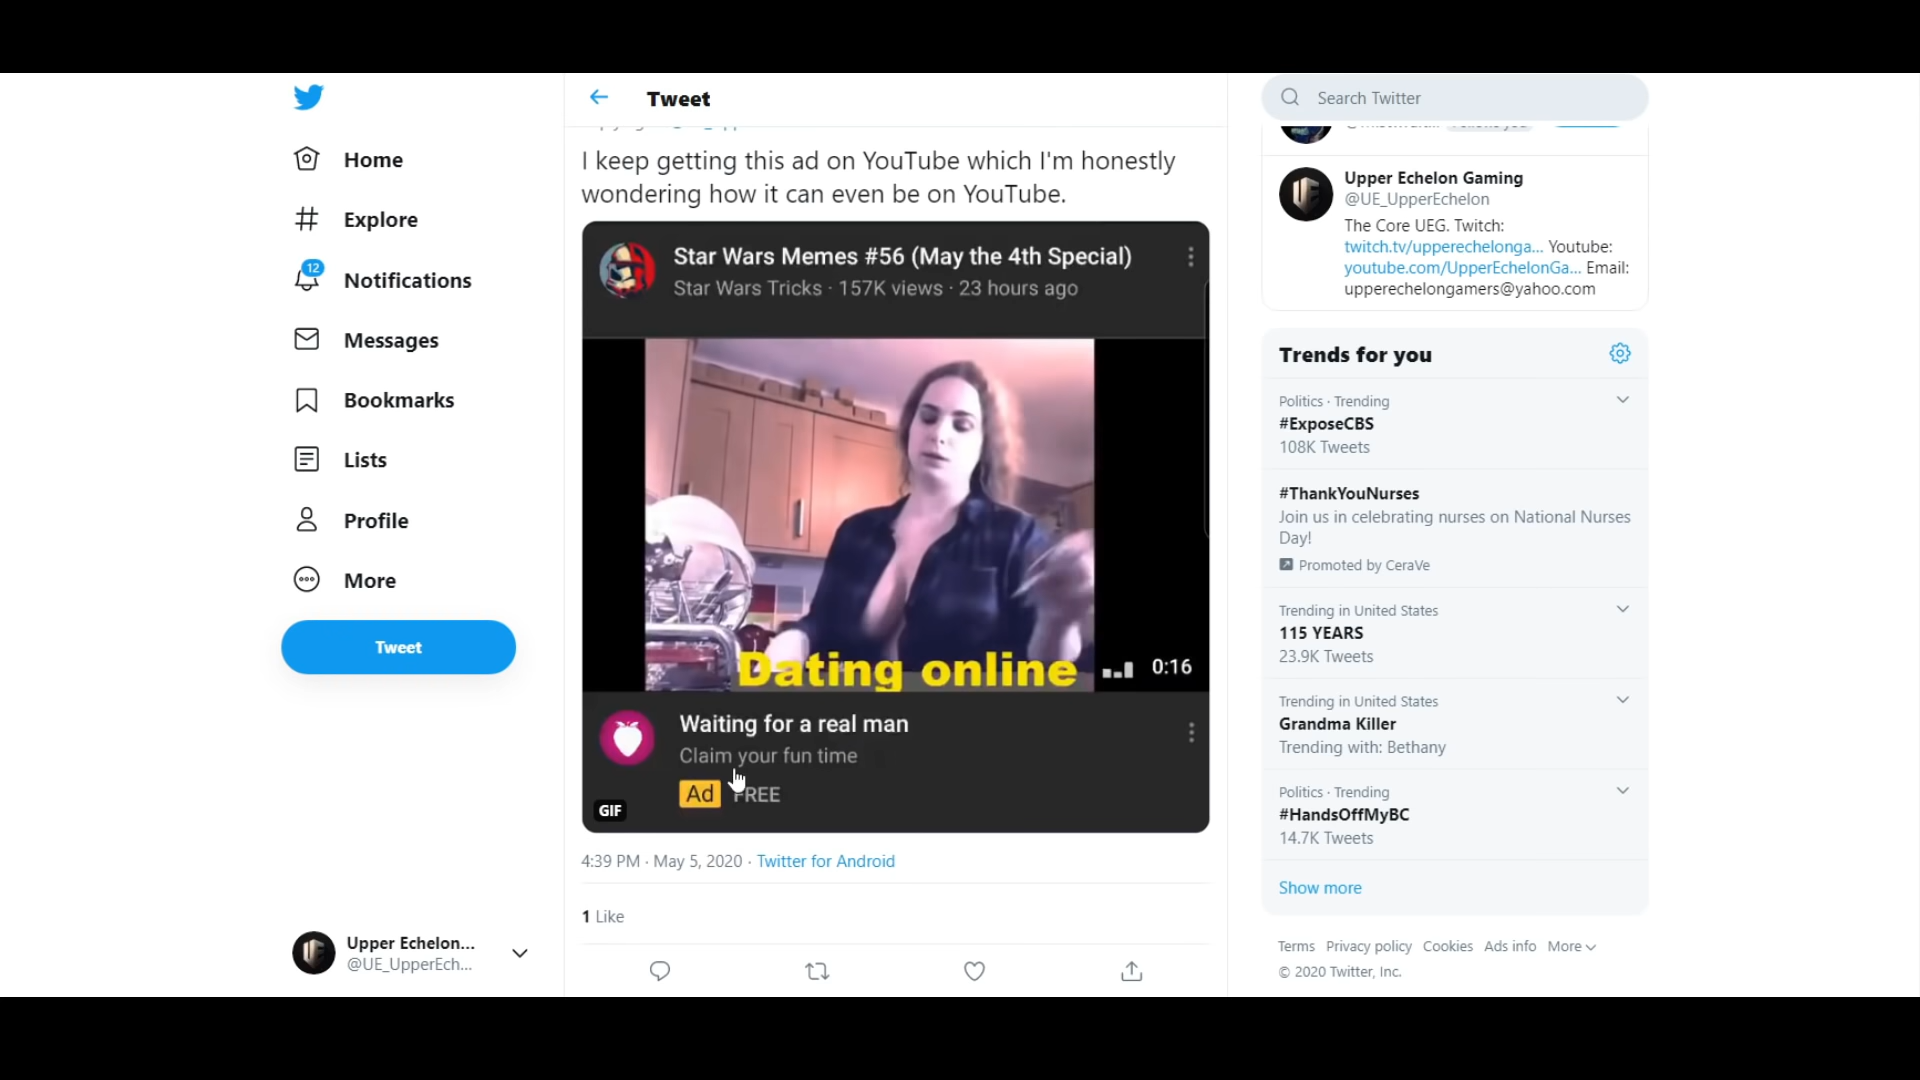 Tweet
Home
Explore
12
Notifications
Messages
Bookmarks
Lists
Profile
More
Tweet
Upper Echelon...
@UE_UpperEch...
I keep getting this ad on YouTube which I'm honestly
wondering how it can even be on YouTube.
Star Wars Memes #56 (May the 4th Special)
Star Wars Tricks · 157K views · 23 hours ago
Dating online
0:16
Waiting for a real man
Claim your fun time
Ad FREE
GIF
4:39 PM · May 5, 2020 · Twitter for Android
1 Like
Search Twitter
Upper Echelon Gaming
@UE_UpperEchelon
The Core UEG. Twitch:
twitch.tv/upperechelonga... Youtube:
youtube.com/UpperEchelonGa... Email:
upperechelongamers@yahoo.com
Trends for you
Politics · Trending
#ExposeCBS
108K Tweets
#ThankYouNurses
Join us in celebrating nurses on National Nurses
Day!
Promoted by CeraVe
Trending in United States
115 YEARS
23.9K Tweets
Trending in United States
Grandma Killer
Trending with: Bethany
Politics · Trending
#HandsOffMyBC
14.7K Tweets
Show more
Terms Privacy policy Cookies Ads info More
© 2020 Twitter, Inc.